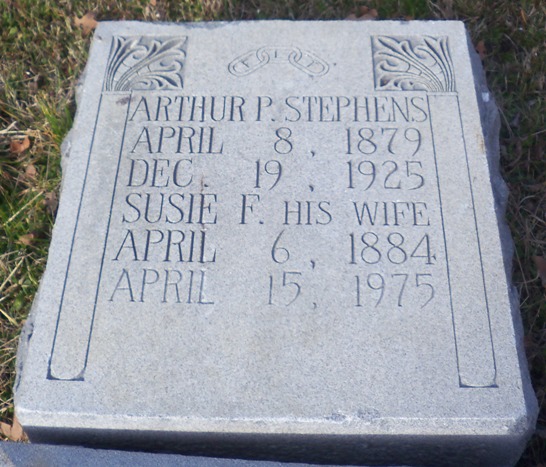 F L T
ARTHUR P. STEPHENS
APRIL 8, 1879
DEC. 19, 1925
SUSIE F. HIS WIFE
APRIL 6, 1884
APRIL 15, 1975